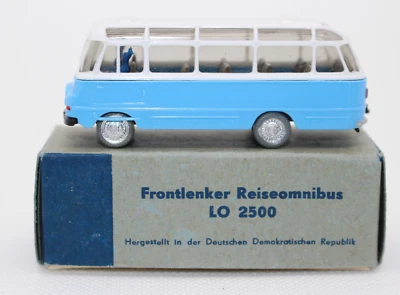 Frontlenker Reiseomnibus
LO 2500
Hergestellt in der Deutschen Demokratischen Republik